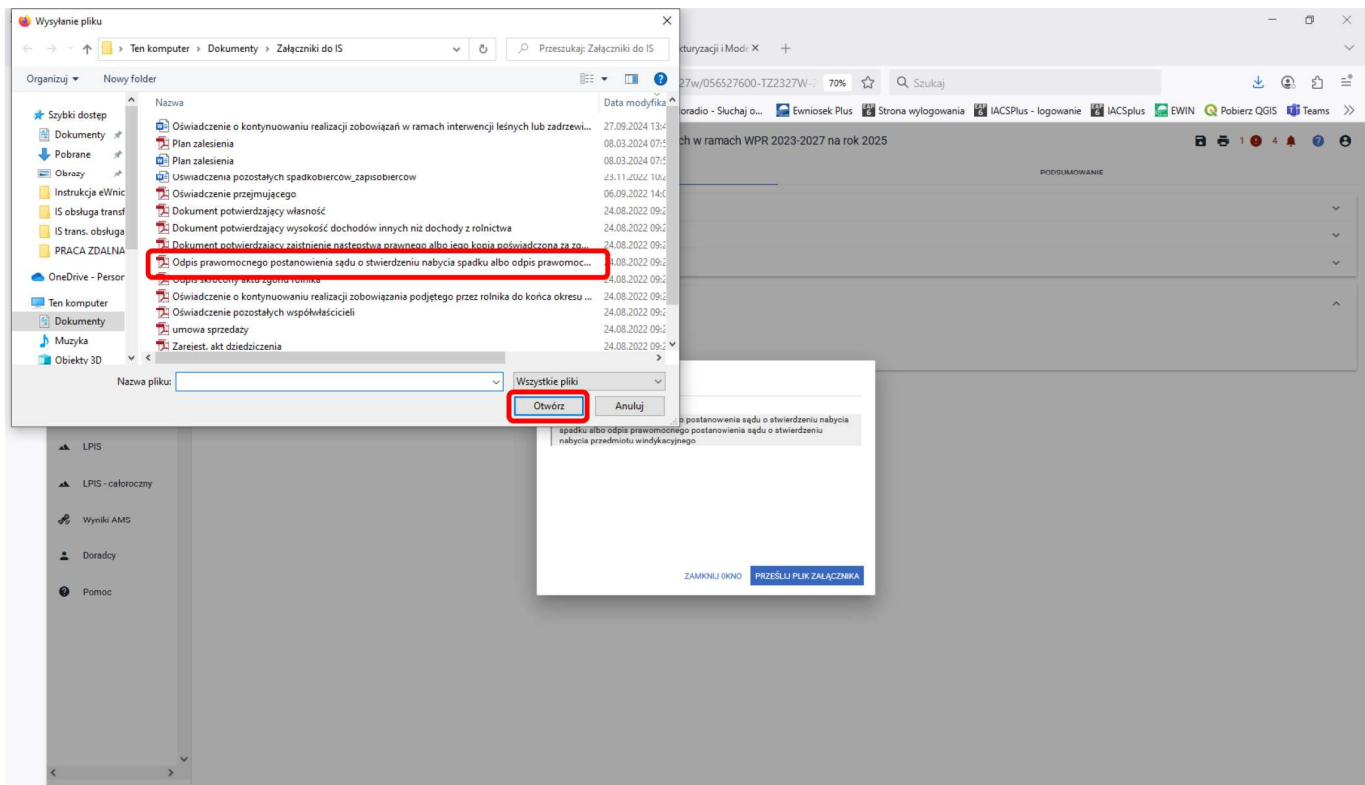 Wysyłanie pliku
Ten komputer > Dokumenty > Załączniki do IS
Przeszukaj: Załączniki do IS
Organizuj
Nowy folder
Nazwa
Data modyfika
Szybki dostęp
Dokumenty
Pobrane
Obrazy
Instrukcja eWnic
IS obsługa transf
IS trans. obsługa
PRACA ZDALNA
OneDrive - Person
Ten komputer
Dokumenty
Muzyka
Obiekty 3D
Oświadczenie o kontynuowaniu realizacji zobowiązań w ramach interwencji leśnych lub zadrzewi... 27.09.2024 13:4
Plan zalesienia 08.03.2024 07:5
Plan zalesienia 08.03.2024 07:5
Oświadczenia pozostałych spadkobierców_zapisobierców 23.11.2022 10:2
Oświadczenie przejmującego 06.09.2022 14:0
Dokument potwierdzający własność 24.08.2022 09:2
Dokument potwierdzający wysokość dochodów innych niż dochody z rolnictwa 24.08.2022 09:2
Dokument potwierdzający zaistnienie następstwa prawnego albo jego kopia poświadczona za zg... 24.08.2022 09:2
Odpis prawomocnego postanowienia sądu o stwierdzeniu nabycia spadku albo odpis prawomoc... 24.08.2022 09:2
Odpis skrócony aktu zgonu rolnika 24.08.2022 09:2
Oświadczenie o kontynuowaniu realizacji zobowiązania podjętego przez rolnika do końca okresu ... 24.08.2022 09:2
Oświadczenie pozostałych współwłaścicieli 24.08.2022 09:2
umowa sprzedaży 24.08.2022 09:2
Zarejest. akt dziedziczenia 24.08.2022 09:2
Nazwa pliku:
Wszystkie pliki
Otwórz
Anuluj
kturyzacji i Mode
27w/056527600-TZ2327W-2
70%
Szukaj
oradio - Słuchaj o...
Ewniosek Plus
Strona wylogowania
IACSPlus - logowanie
IACSplus
EWIN
Pobierz QGIS
Teams
ch w ramach WPR 2023-2027 na rok 2025
1
4
PODSUMOWANIE
o postanowenia sądu o stwierdzeniu nabycia
spadku albo odpis prawomocnego postanowienia sądu o stwierdzeniu
nabycia przedmiotu windykacyjnego
ZAMKNIJ OKNO
PRZEŚLIJ PLIK ZAŁĄCZNIKA
LPIS
LPIS - całoroczny
Wyniki AMS
Doradcy
Pomoc